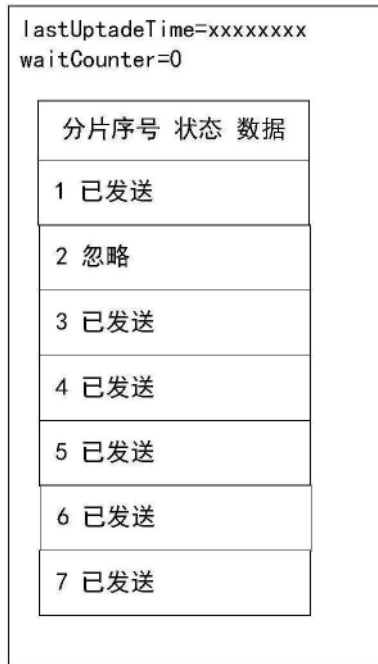 lastUptadeTime=xxxxxxxx
waitCounter=0
分片序号 状态 数据
1 已发送
2 忽略
3 已发送
4 已发送
5 已发送
6 已发送
7 已发送